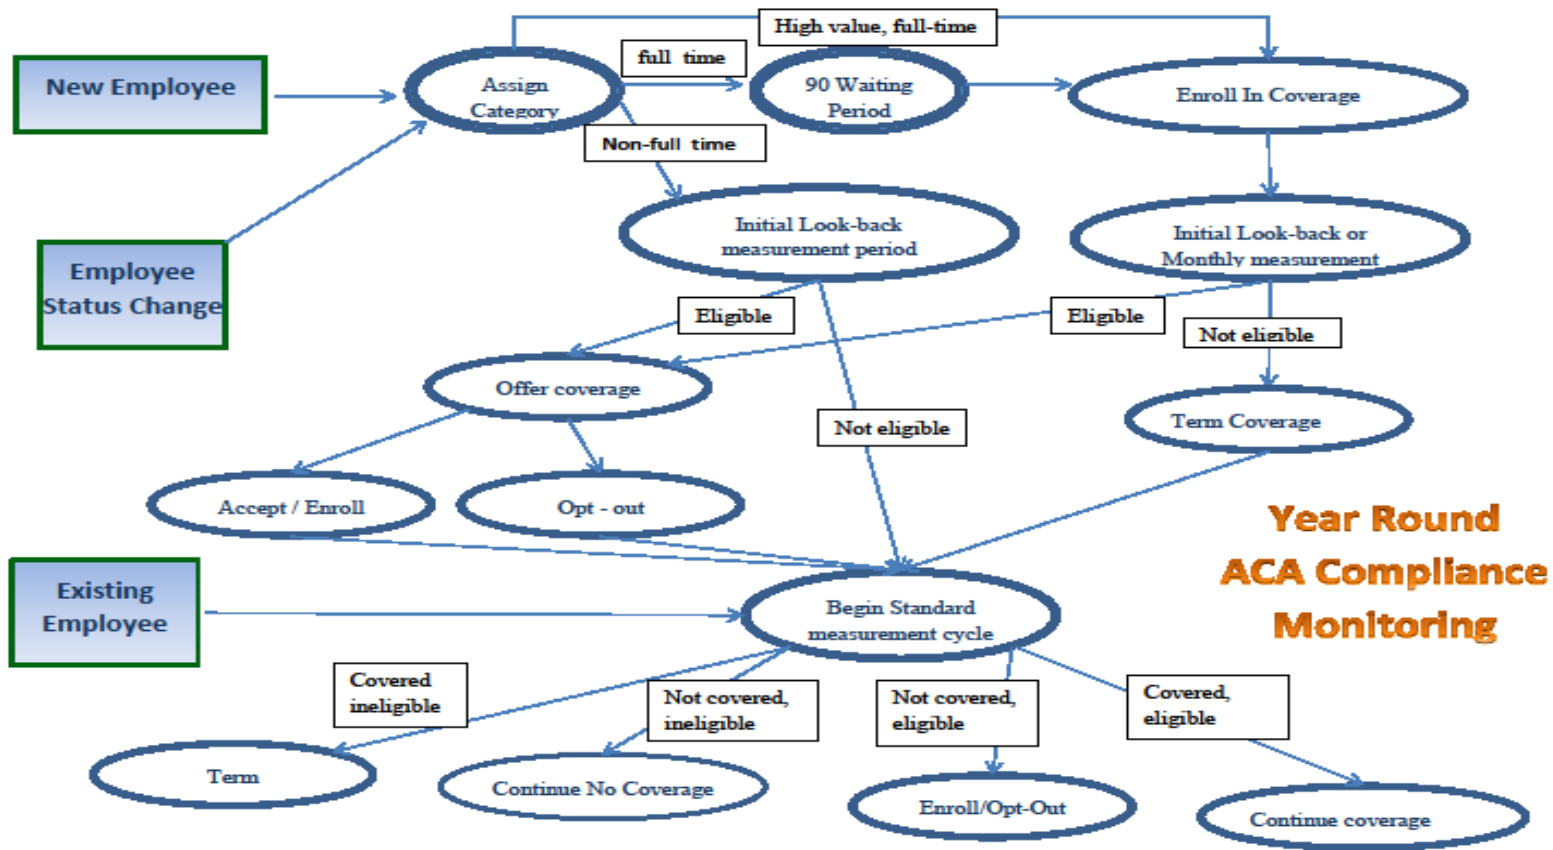 High value, full-time
full  time
New Employee
Assign
Category
90 Waiting
Period
Enroll In Coverage
Non-full  time
Initial Look-back
measurement period
Initial Look-back or
Monthly measurement
Employee
Status Change
Eligible
Eligible
Not eligible
Offer coverage
Not eligible
Term Coverage
Accept / Enroll
Opt - out
Year Round
ACA Compliance
Monitoring
Existing
Employee
Begin Standard
measurement cycle
Covered
ineligible
Not covered,
ineligible
Not covered,
eligible
Covered,
eligible
Term
Continue No Coverage
Enroll/Opt-Out
Continue coverage